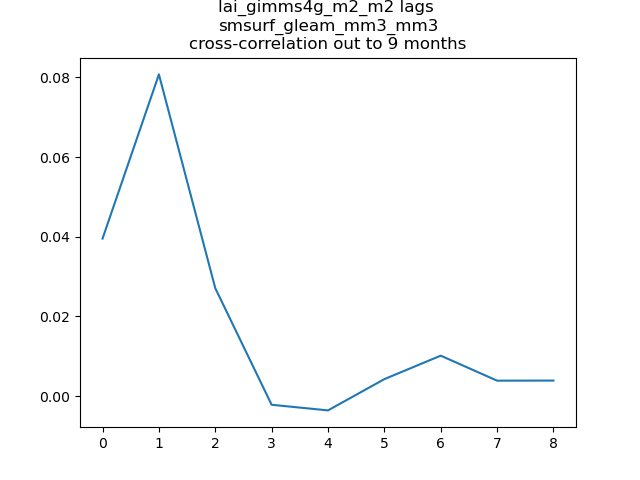 lai_gimms4g_m2_m2 lags
smsurf_gleam_mm3_mm3
cross-correlation out to 9 months
0.08
0.06
0.04
0.02
0.00
0 1 2 3 4 5 6 7 8